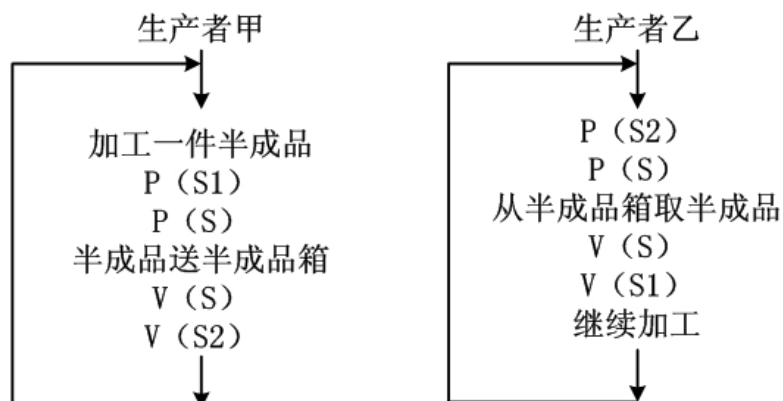 生产者甲
加工一件半成品
P（S1）
P（S）
半成品送半成品箱
V（S）
V（S2）
生产者乙
P（S2）
P（S）
从半成品箱取半成品
V（S）
V（S1）
继续加工